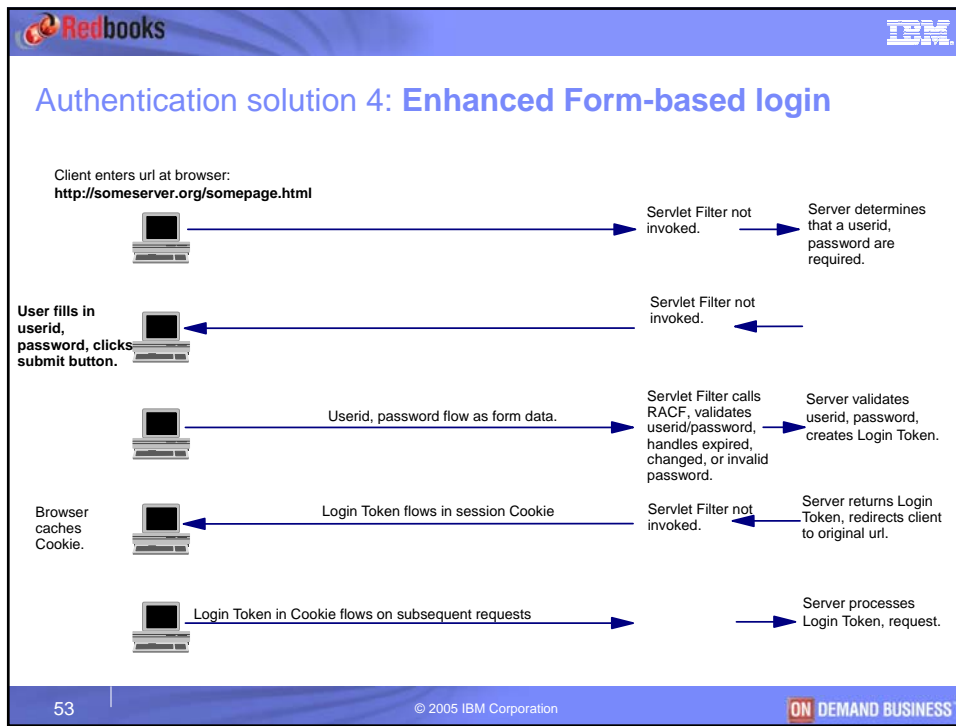 Redbooks
IBM
Authentication solution 4: Enhanced Form-based login
Client enters url at browser:
http://someserver.org/somepage.html
Servlet Filter not
invoked.
Server determines
that a userid,
password are
required.
User fills in
userid,
password, clicks
submit button.
Servlet Filter not
invoked.
Userid, password flow as form data.
Servlet Filter calls
RACF, validates
userid/password,
handles expired,
changed, or invalid
password.
Server validates
userid, password,
creates Login Token.
Browser
caches
Cookie.
Login Token flows in session Cookie
Servlet Filter not
invoked.
Server returns Login
Token, redirects client
to original url.
Login Token in Cookie flows on subsequent requests
Server processes
Login Token, request.
53
© 2005 IBM Corporation
ON DEMAND BUSINESS